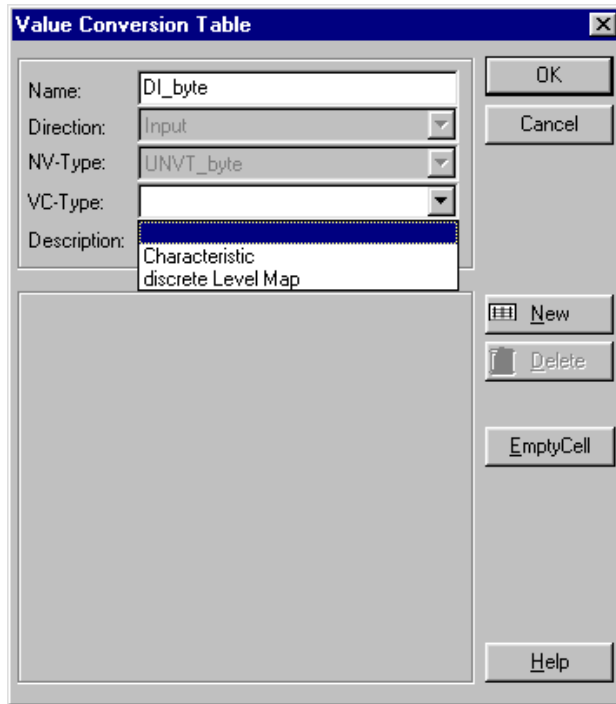 Value Conversion Table
Name: DI_byte
Direction: Input
NV-Type: UNVT_byte
VC-Type:
Description:
Characteristic
discrete Level Map
OK
Cancel
New
Delete
EmptyCell
Help